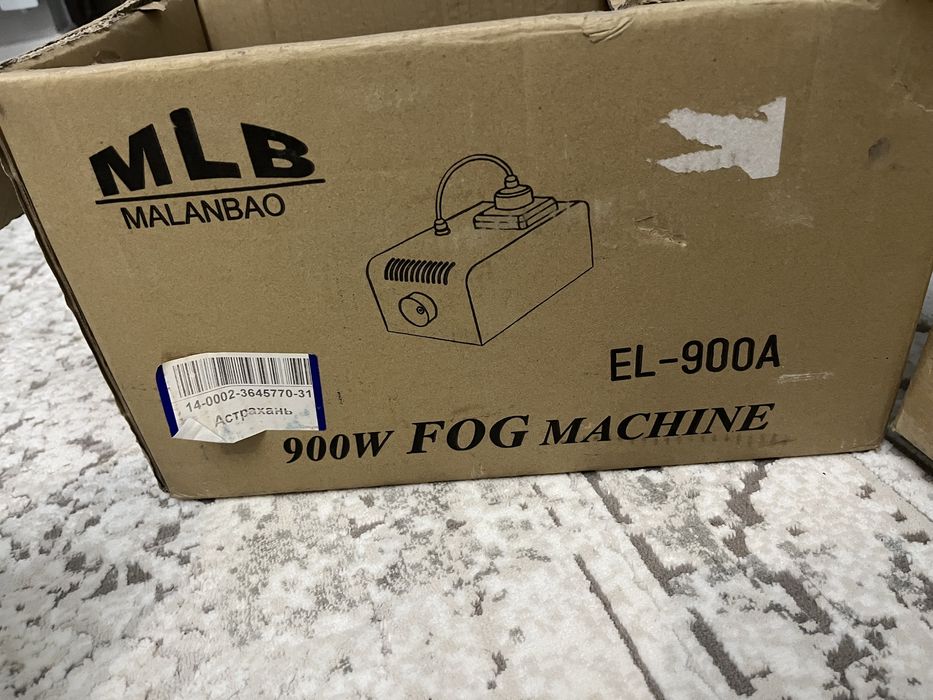 MLB
MALANBAO
EL-900A
14-0002-3645770-31
Астрахань
900W FOG MACHINE